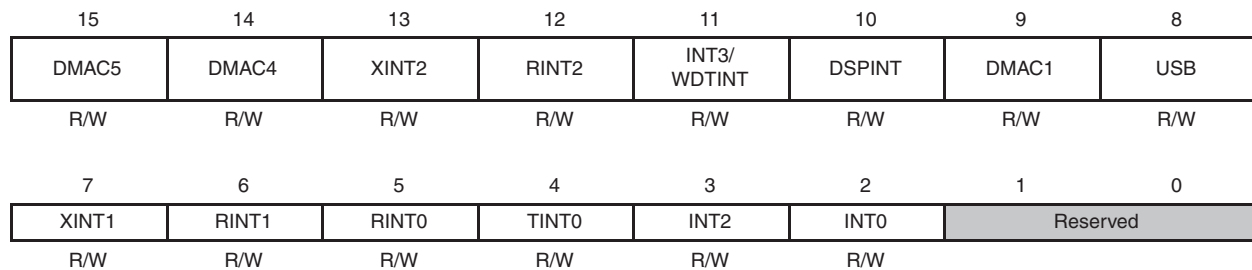 15 14 13 12 11 10 9 8
DMAC5 DMAC4 XINT2 RINT2 INT3/ WDTINT DSPINT DMAC1 USB
R/W R/W R/W R/W R/W R/W R/W R/W
7 6 5 4 3 2 1 0
XINT1 RINT1 RINT0 TINT0 INT2 INT0 Reserved
R/W R/W R/W R/W R/W R/W